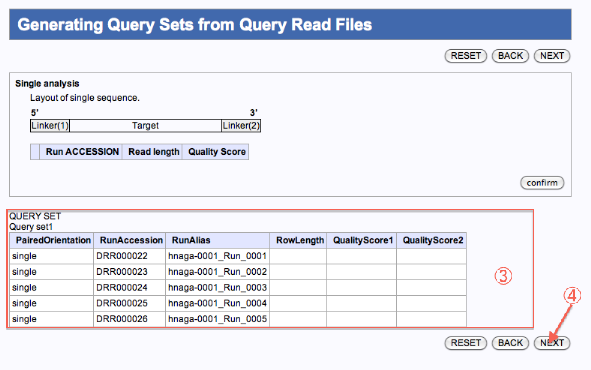 Generating Query Sets from Query Read Files
RESET BACK NEXT
Single analysis
Layout of single sequence.
5' 3'
Linker(1) Target Linker(2)
Run ACCESSION Read length Quality Score
confirm
QUERY SET
Query set1
PairedOrientation RunAccession RunAlias RowLength QualityScore1 QualityScore2
single DRR000022 hnaga-0001_Run_0001
single DRR000023 hnaga-0001_Run_0002
single DRR000024 hnaga-0001_Run_0003
single DRR000025 hnaga-0001_Run_0004
single DRR000026 hnaga-0001_Run_0005
③
④
RESET BACK NEXT